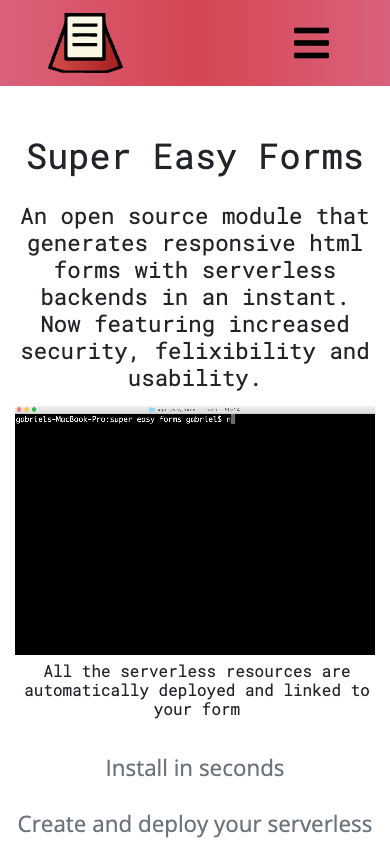 Super Easy Forms
An open source module that
generates responsive html
forms with serverless
backends in an instant.
Now featuring increased
security, felixibility and
usability.
gabriels-MacBook-Pro:super easy forms gabriel$ n
All the serverless resources are
automatically deployed and linked to
your form
Install in seconds
Create and deploy your serverless